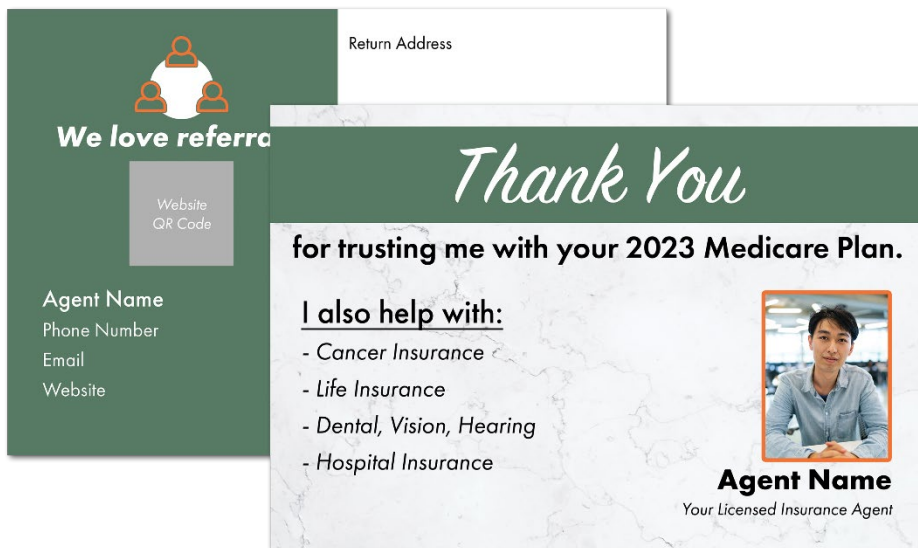 Return Address
We love referra
Website
QR Code
Agent Name
Phone Number
Email
Website
Thank You
for trusting me with your 2023 Medicare Plan.
I also help with:
- Cancer Insurance
- Life Insurance
- Dental, Vision, Hearing
- Hospital Insurance
Agent Name
Your Licensed Insurance Agent